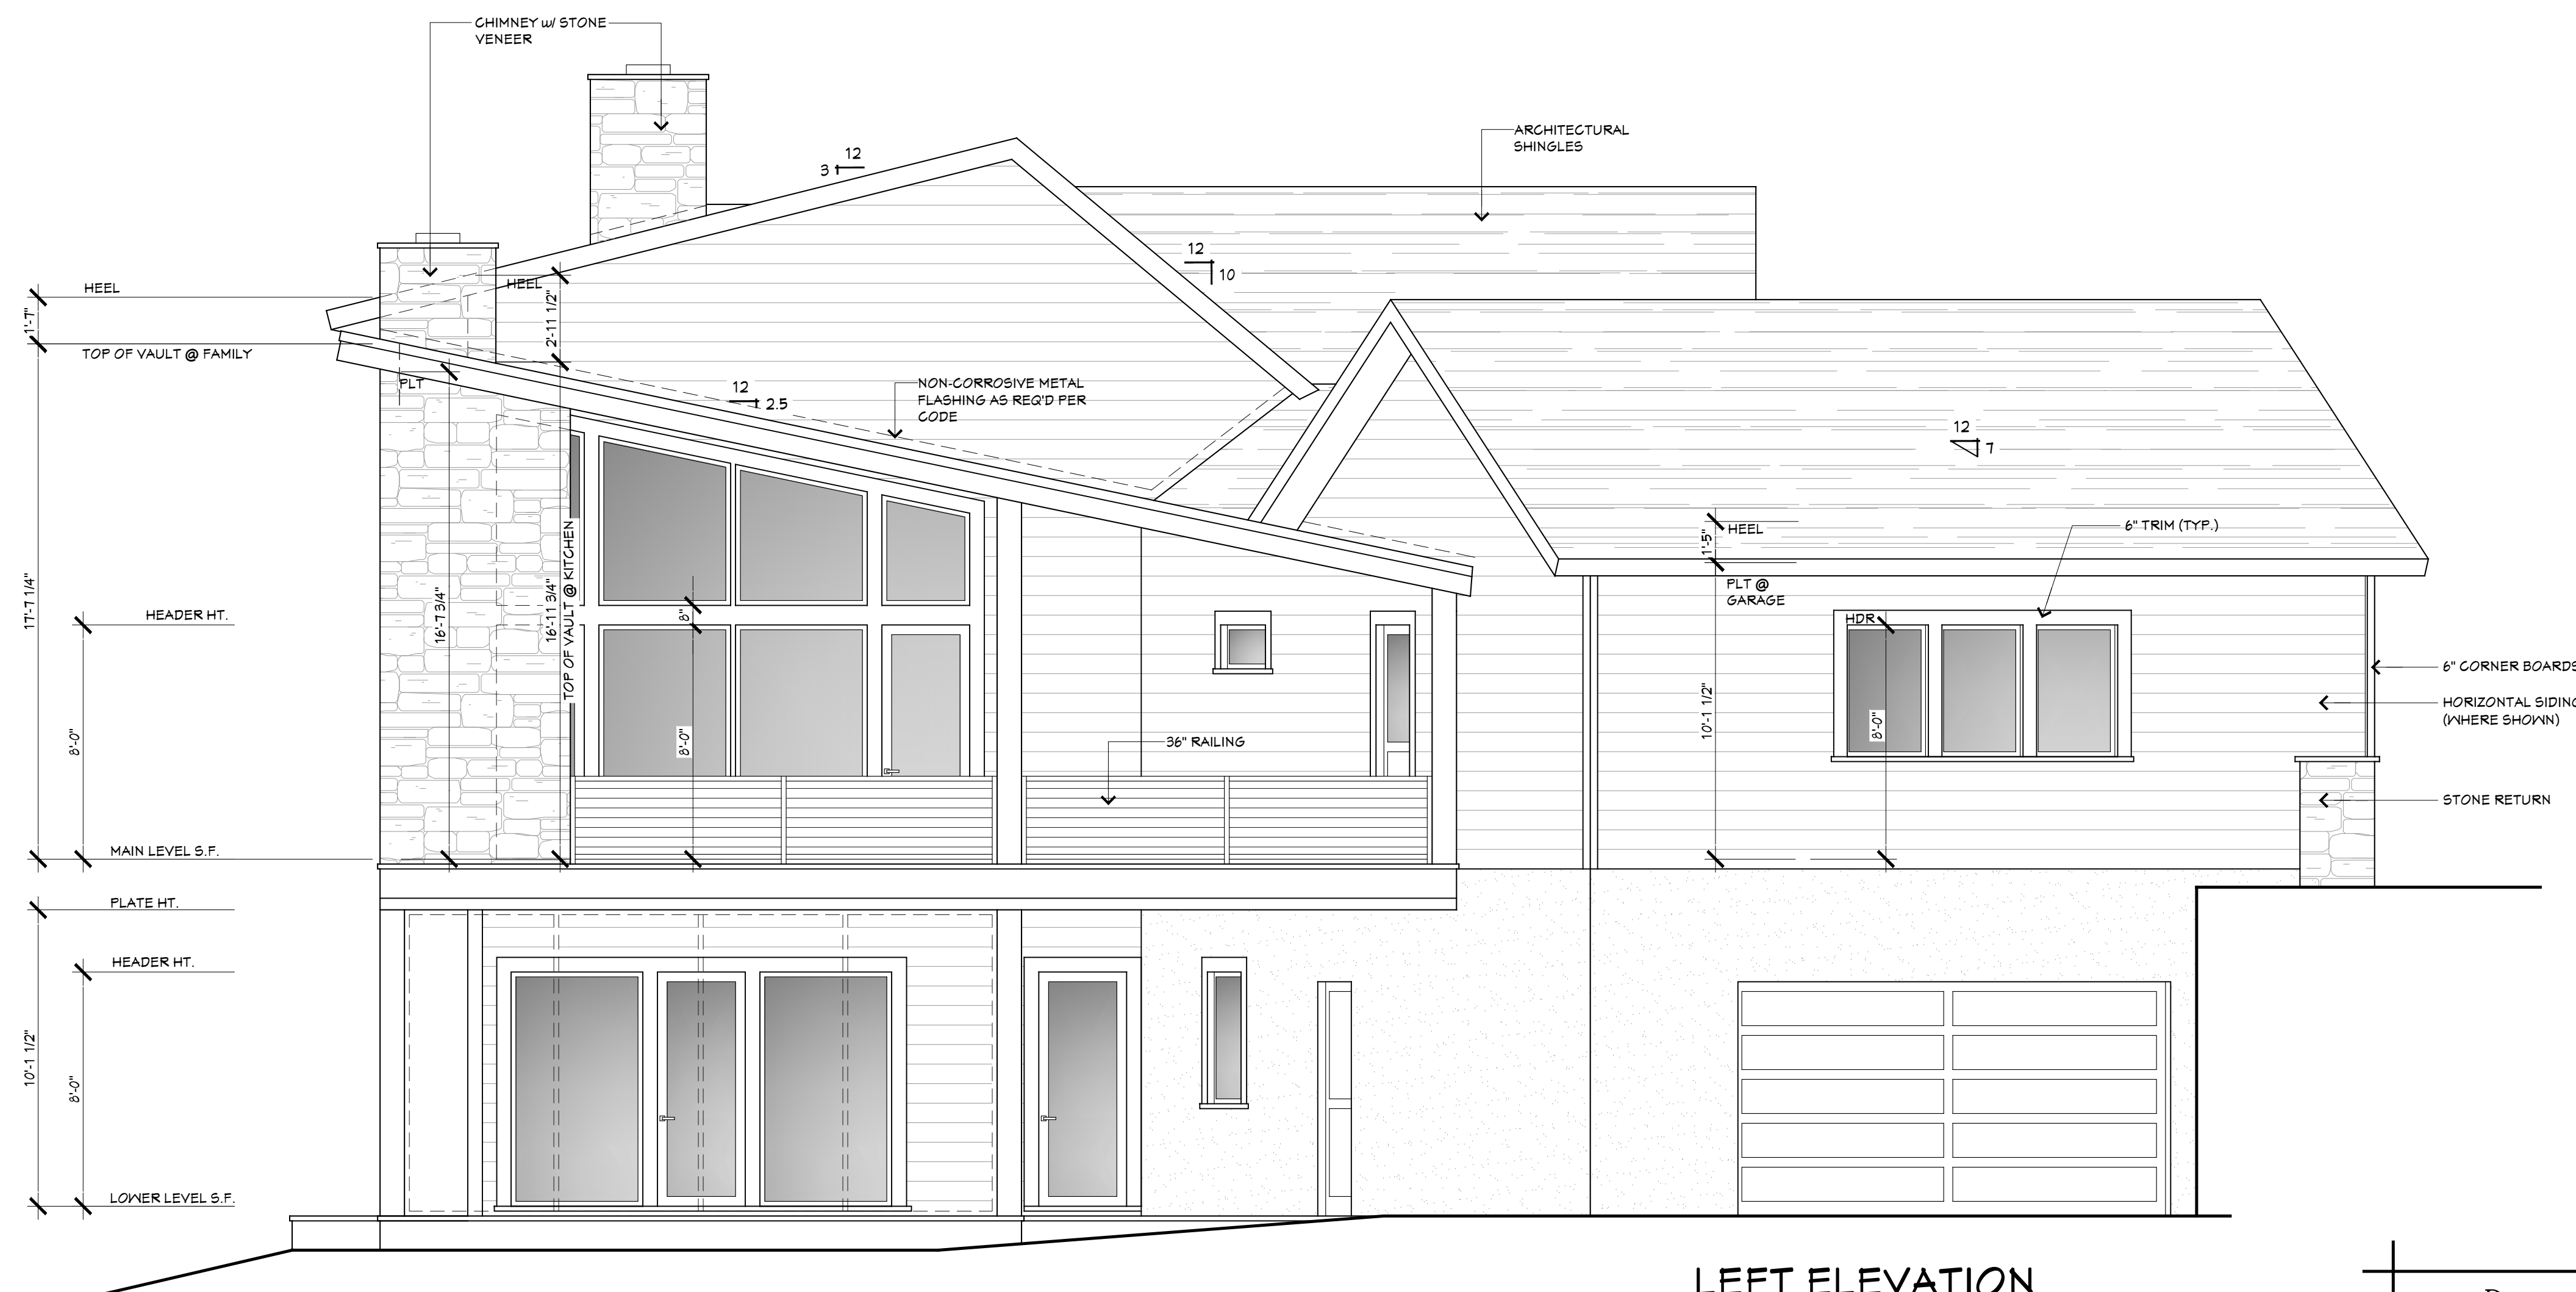 CHIMNEY w/ STONE
VENEER
12
3
ARCHITECTURAL
SHINGLES
12
10
HEEL
HEEL
1'-7"
2'-11 1/2"
TOP OF VAULT @ FAMILY
PLT
12
2.5
NON-CORROSIVE METAL
FLASHING AS REQ'D PER
CODE
12
7
HEEL
1'-5"
6" TRIM (TYP.)
PLT @
GARAGE
17'-7 1/4"
HEADER HT.
16'-7 3/4"
16'-11 3/4"
TOP OF VAULT @ KITCHEN
8"
HDR
6" CORNER BOARDS
HORIZONTAL SIDING
(WHERE SHOWN)
10'-1 1/2"
8'-0"
8'-0"
8'-0"
36" RAILING
STONE RETURN
MAIN LEVEL S.F.
PLATE HT.
HEADER HT.
10'-1 1/2"
8'-0"
LOWER LEVEL S.F.
LEFT ELEVATION